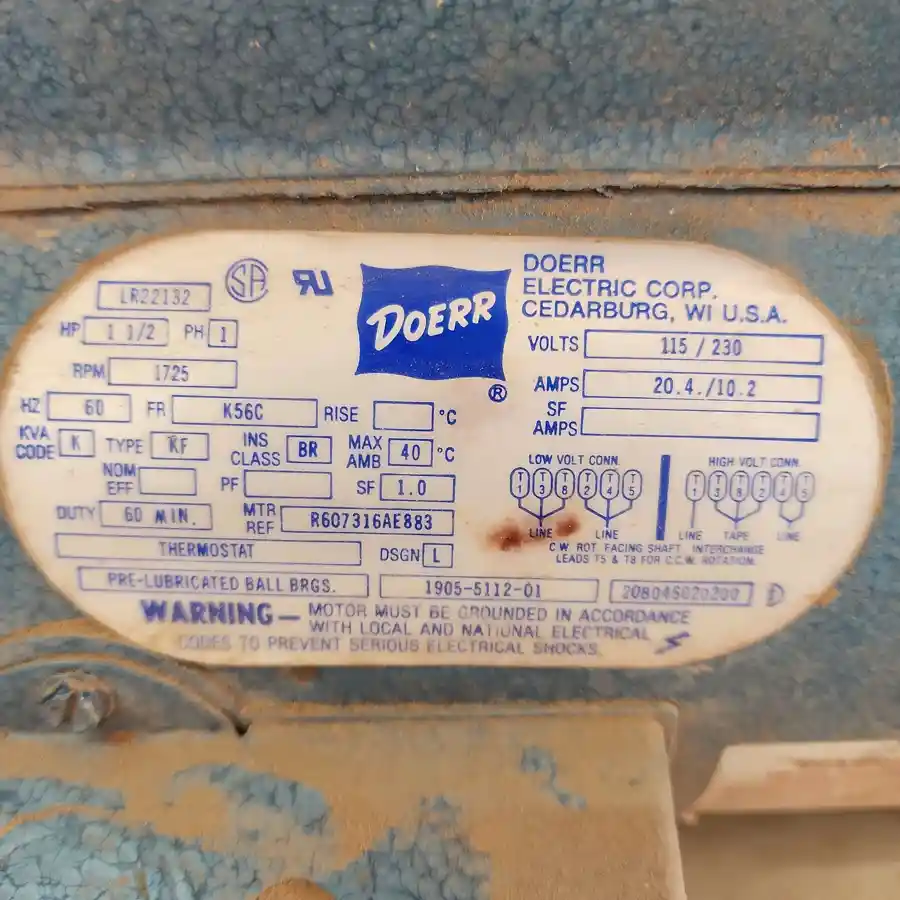 DOERR
ELECTRIC CORP.
CEDARBURG, WI U.S.A.
SA
DOERR
®
LR22132
HP 1 1/2 PH 1
RPM 1725
HZ 60 FR K56C RISE °C
KVA CODE K TYPE KF INS CLASS BR MAX AMB 40 °C
NOM EFF PF SF 1.0
DUTY 60 MIN. MTR REF R607316AE883
THERMOSTAT DSGN L
VOLTS 115 / 230
AMPS 20.4./10.2
SF AMPS
LOW VOLT CONN. HIGH VOLT CONN.
T1 T3 T8 T2 T4 T5 T1 T3 T8 T2 T4 T5
LINE LINE LINE TAPE LINE
C.W. ROT. FACING SHAFT. INTERCHANGE
LEADS T5 & T8 FOR C.C.W. ROTATION.
PRE-LUBRICATED BALL BRGS. 1905-5112-01
WARNING — MOTOR MUST BE GROUNDED IN ACCORDANCE
WITH LOCAL AND NATIONAL ELECTRICAL
CODES TO PREVENT SERIOUS ELECTRICAL SHOCKS.